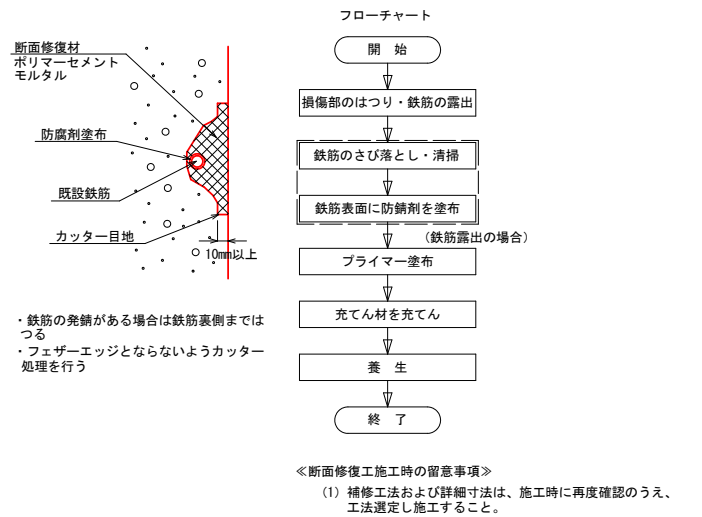 断面修復材
ポリマーセメント
モルタル
防腐剤塗布
既設鉄筋
カッター目地
10mm以上
・鉄筋の発錆がある場合は鉄筋裏側までは
つる
・フェザーエッジとならないようカッター
処理を行う
フローチャート
開 始
損傷部のはつり・鉄筋の露出
鉄筋のさび落とし・清掃
鉄筋表面に防錆剤を塗布
(鉄筋露出の場合)
プライマー塗布
充てん材を充てん
養 生
終 了
≪断面修復工施工時の留意事項≫
(1) 補修工法および詳細寸法は、施工時に再度確認のうえ、
工法選定し施工すること。